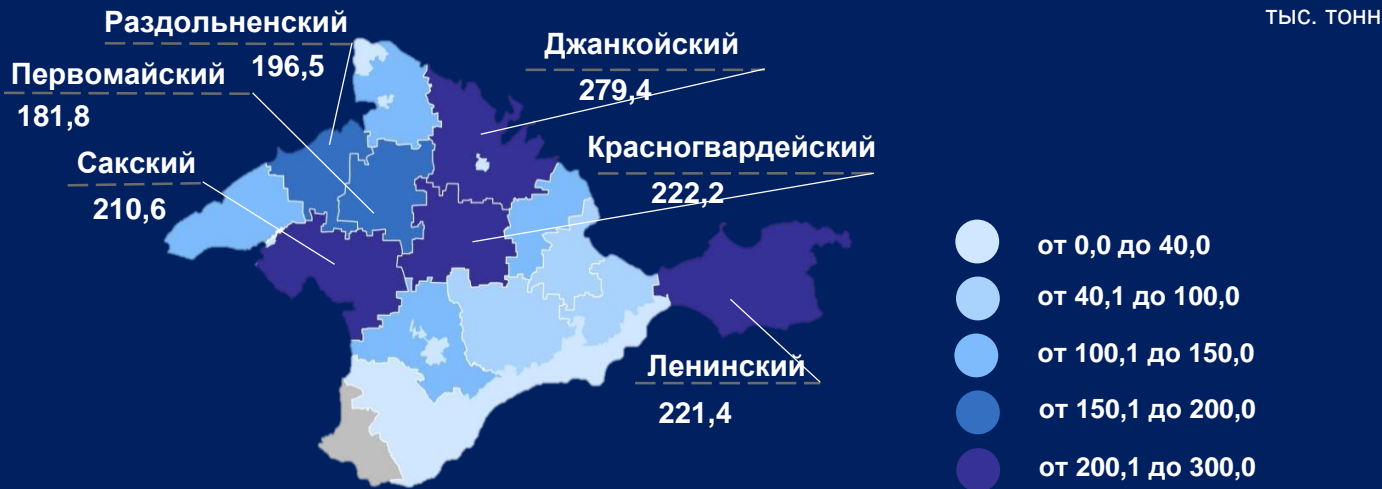 тыс. тонн
Раздольненский
196,5
Джанкойский
279,4
Первомайский
181,8
Красногвардейский
222,2
Сакский
210,6
Ленинский
221,4
от 0,0 до 40,0
от 40,1 до 100,0
от 100,1 до 150,0
от 150,1 до 200,0
от 200,1 до 300,0